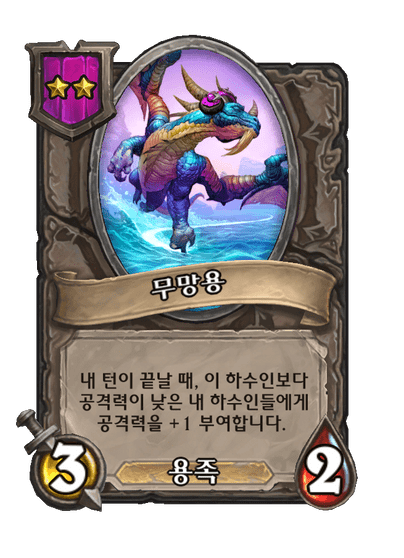 무망용
내 턴이 끝날 때, 이 하수인보다
공격력이 낮은 내 하수인들에게
공격력을 +1 부여합니다.
3
용족
2